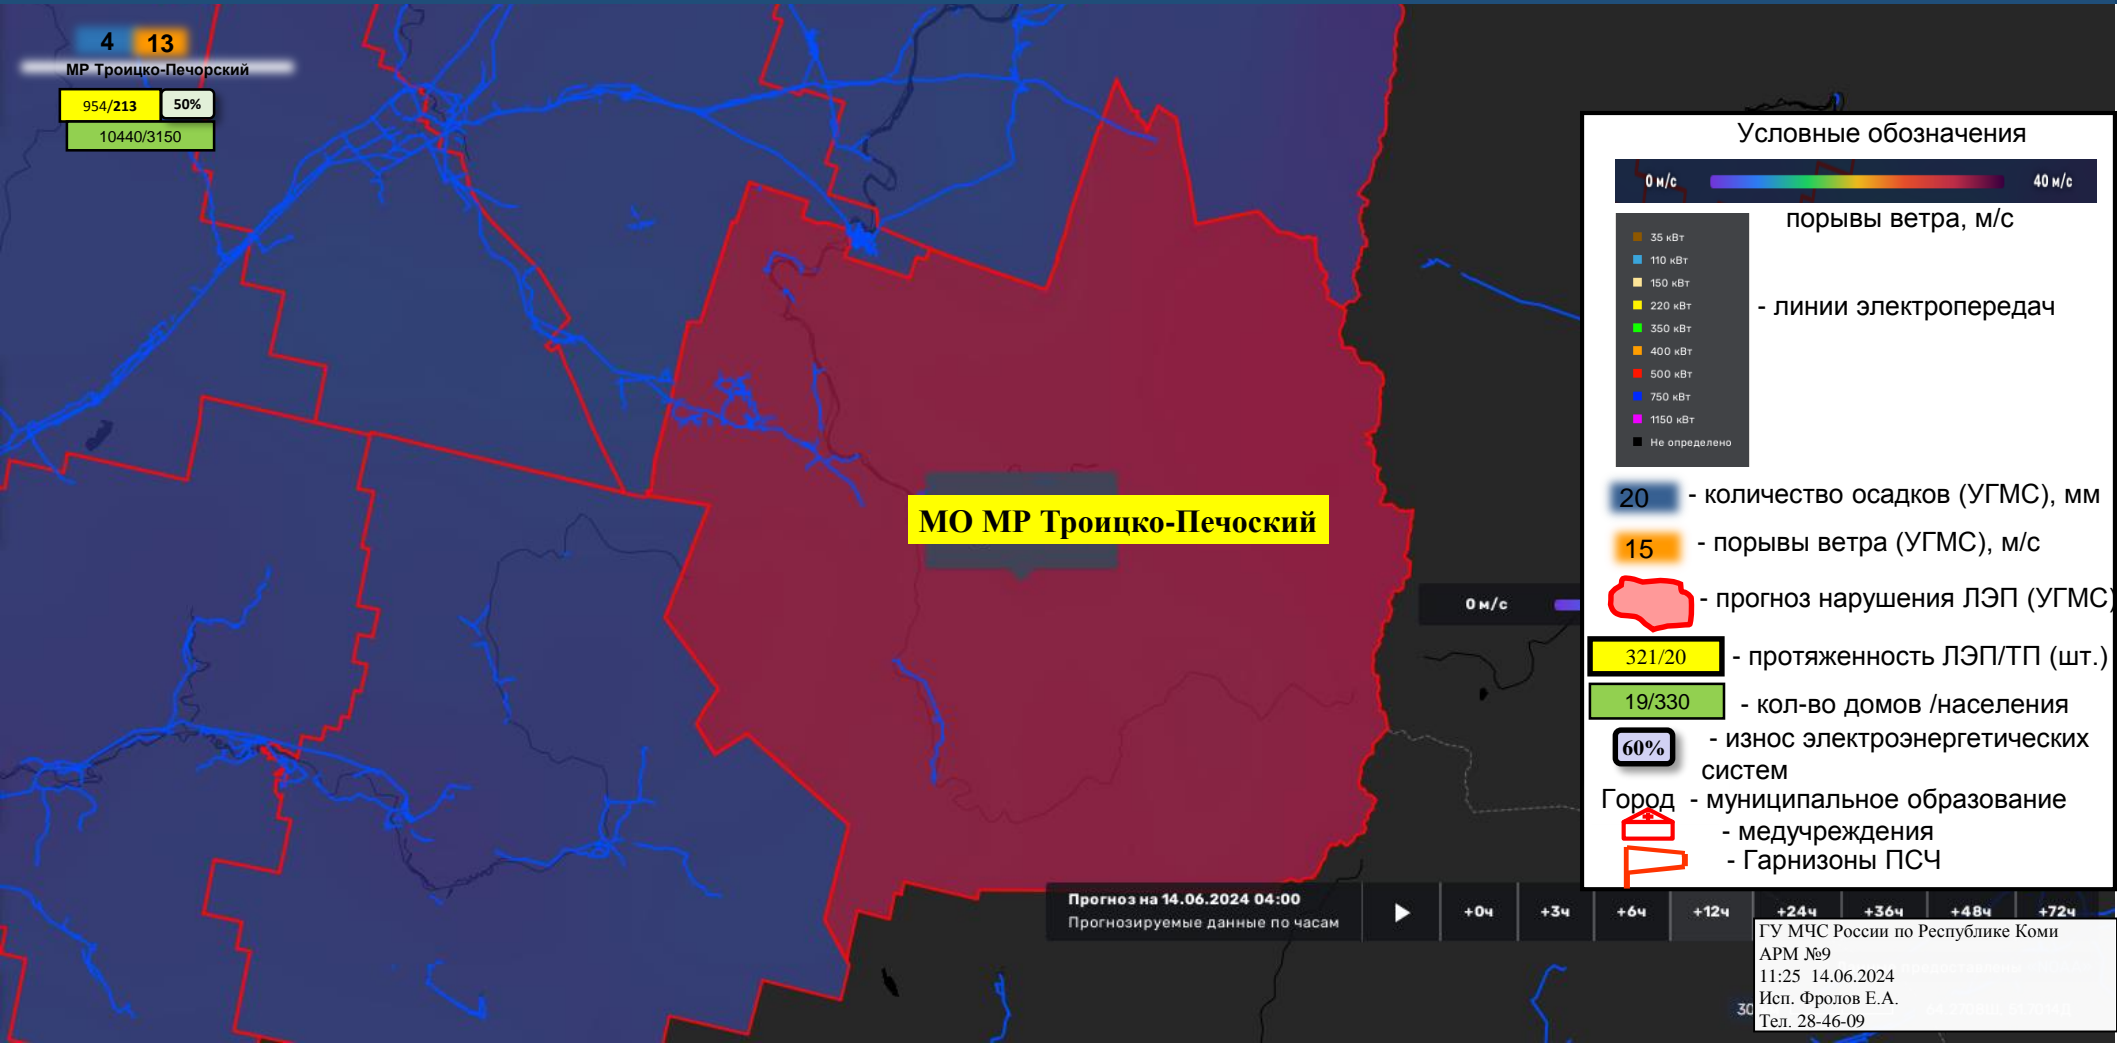 4 13
МР Троицко-Печорский
954/213 50%
10440/3150
МО МР Троицко-Печоский
Условные обозначения
0 м/с 40 м/с
порывы ветра, м/с
35 кВт
110 кВт
150 кВт
220 кВт
350 кВт
400 кВт
500 кВт
750 кВт
1150 кВт
Не определено
- линии электропередач
20 - количество осадков (УГМС), мм
15 - порывы ветра (УГМС), м/с
- прогноз нарушения ЛЭП (УГМС)
321/20 - протяженность ЛЭП/ТП (шт.)
19/330 - кол-во домов /населения
60% - износ электроэнергетических
систем
Город - муниципальное образование
- медучреждения
- Гарнизоны ПСЧ
0 м/с
Прогноз на 14.06.2024 04:00
Прогнозируемые данные по часам
+0ч +3ч +6ч +12ч +24ч +36ч +48ч +72ч
ГУ МЧС России по Республике Коми
АРМ №9
11:25 14.06.2024
Исп. Фролов Е.А.
Тел. 28-46-09
30